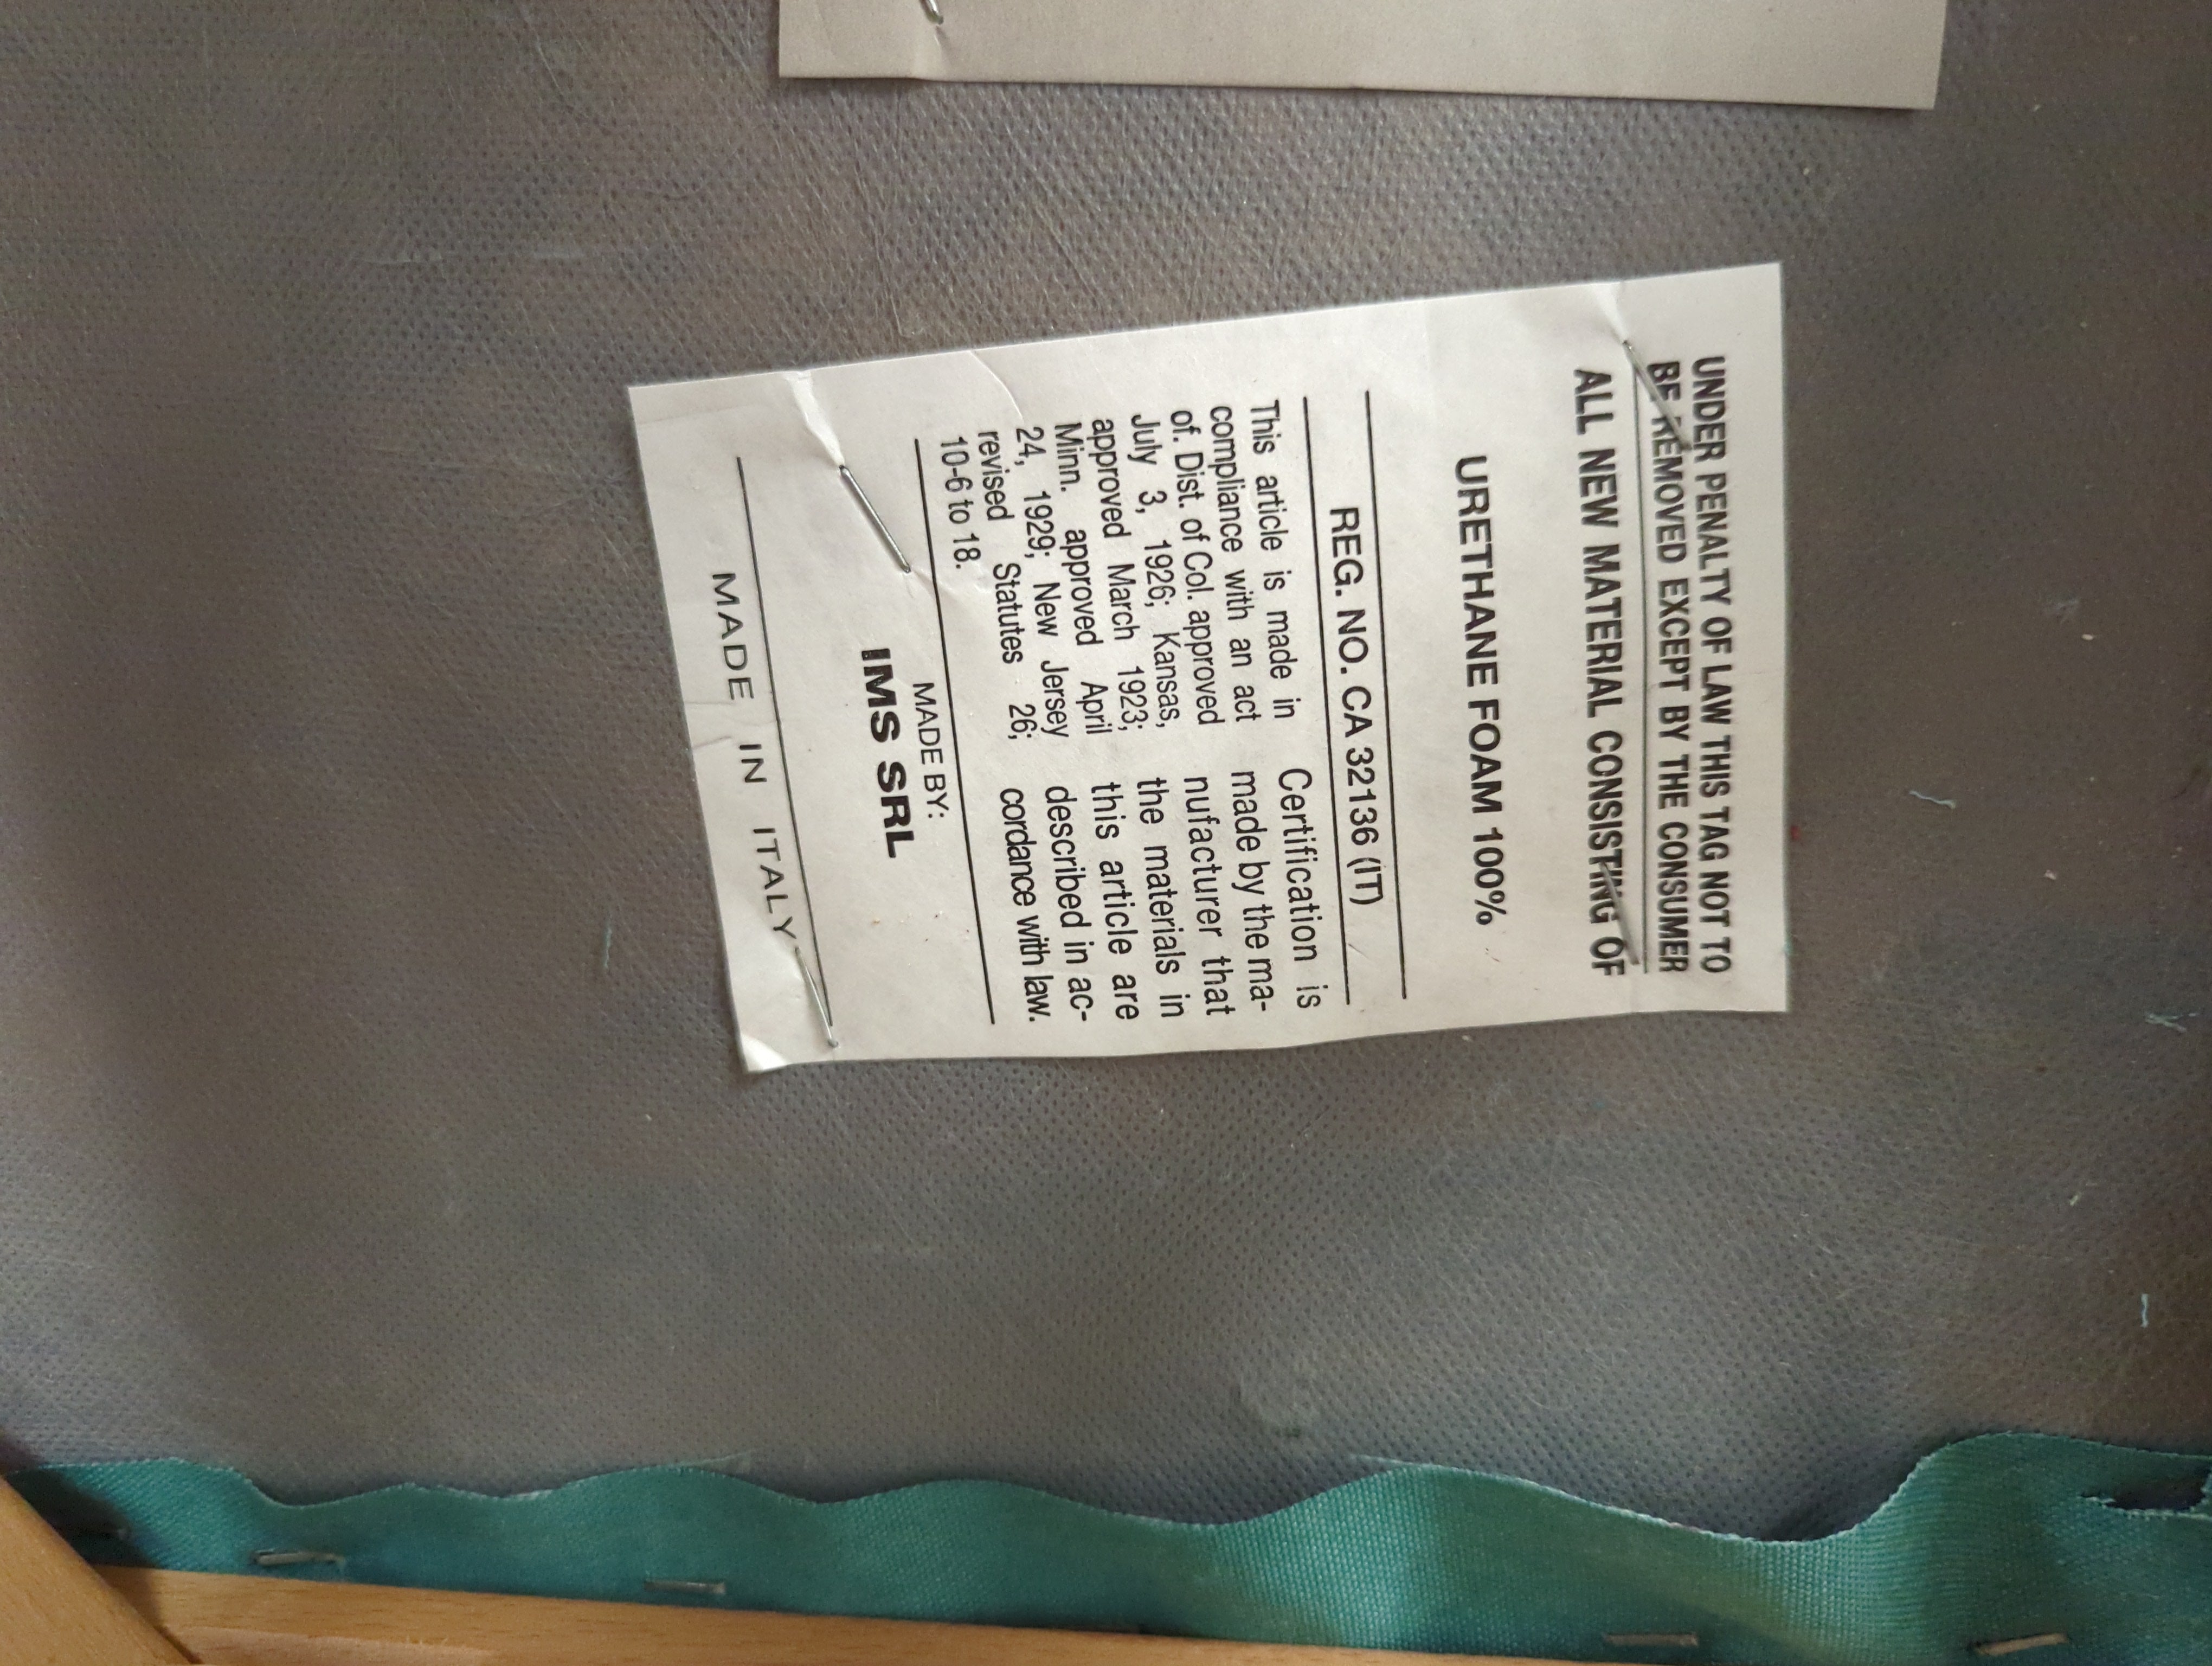 UNDER PENALTY OF LAW THIS TAG NOT TO
BE REMOVED EXCEPT BY THE CONSUMER
ALL NEW MATERIAL CONSISTING OF
URETHANE FOAM 100%
REG. NO. CA 32136 (IT)
This article is made in
compliance with an act
of. Dist. of Col. approved
July 3, 1926; Kansas,
approved March 1923;
Minn. approved April
24, 1929; New Jersey
revised Statutes 26;
10-6 to 18.
Certification is
made by the ma-
nufacturer that
the materials in
this article are
described in ac-
cordance with law.
MADE BY:
IMS SRL
MADE IN ITALY